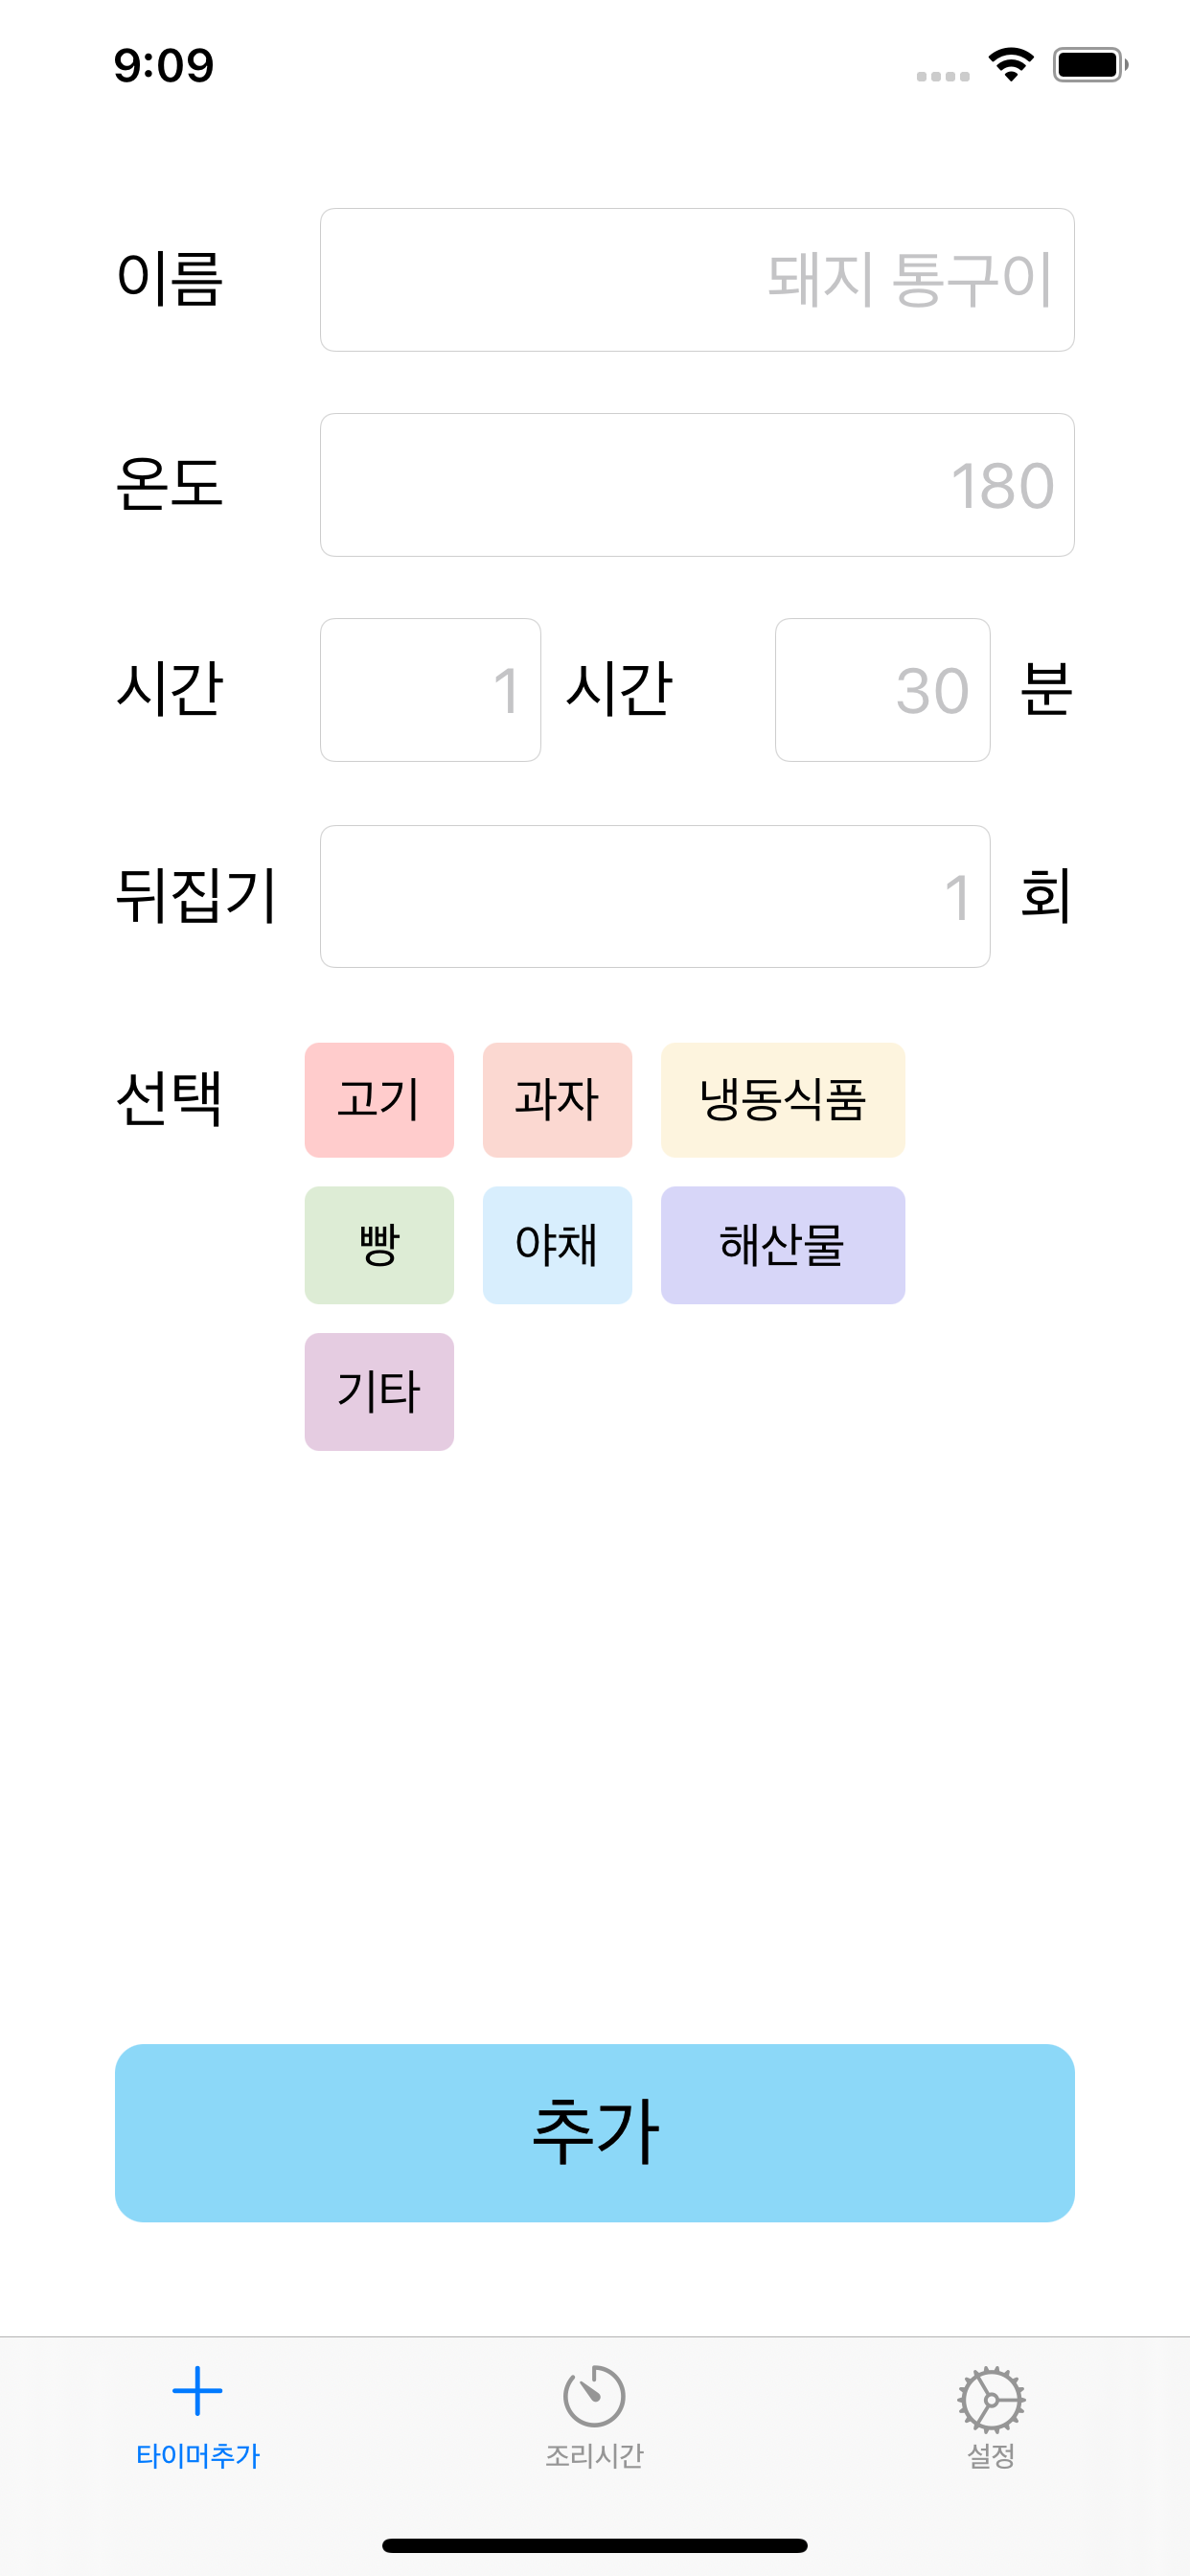 9:09
이름 돼지 통구이
온도 180
시간 1 시간 30 분
뒤집기 1 회
선택 고기 과자 냉동식품
빵 야채 해산물
기타
추가
타이머추가 조리시간 설정